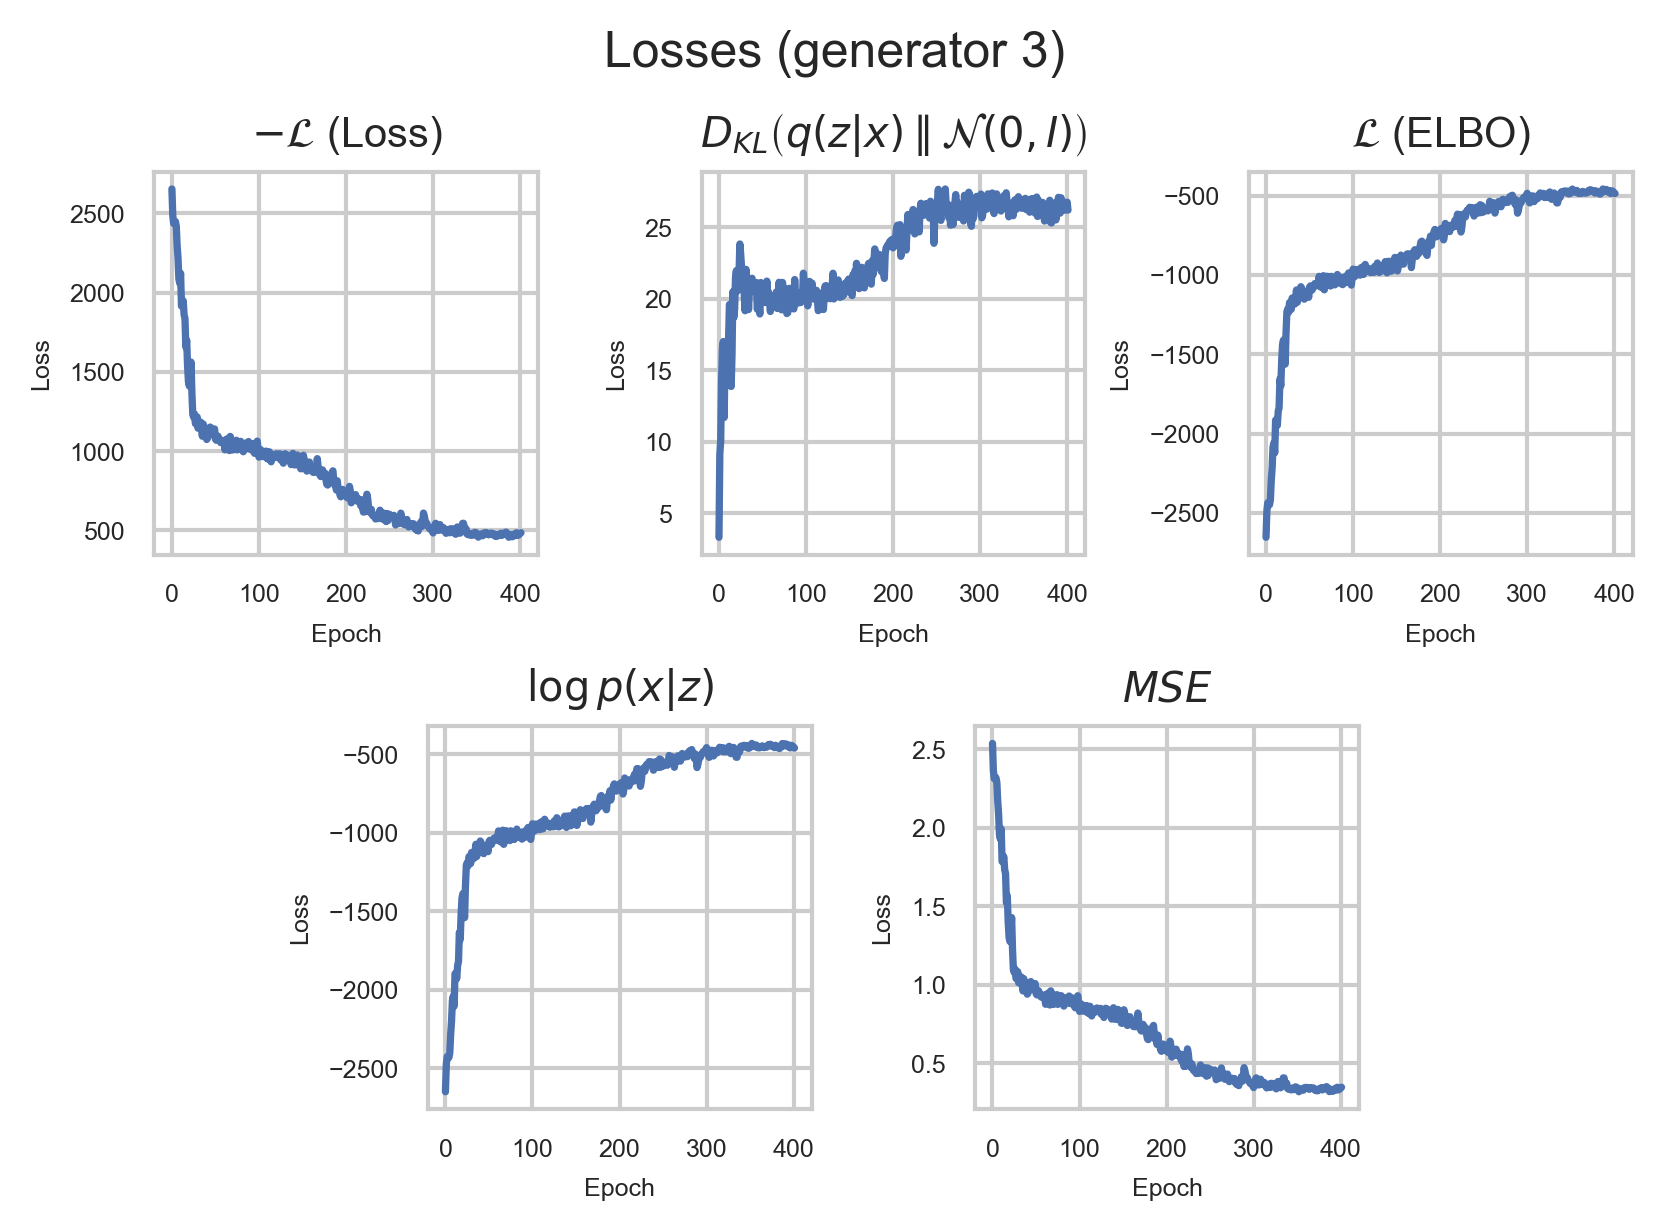 Losses (generator 3)
−ℒ (Loss)
2500
2000
1500
1000
500
Loss
0 100 200 300 400
Epoch
D_{KL}(q(z|x) ∥ 𝒩(0, I))
25
20
15
10
5
Loss
0 100 200 300 400
Epoch
ℒ (ELBO)
−500
−1000
−1500
−2000
−2500
Loss
0 100 200 300 400
Epoch
log p(x|z)
−500
−1000
−1500
−2000
−2500
Loss
0 100 200 300 400
Epoch
MSE
2.5
2.0
1.5
1.0
0.5
Loss
0 100 200 300 400
Epoch